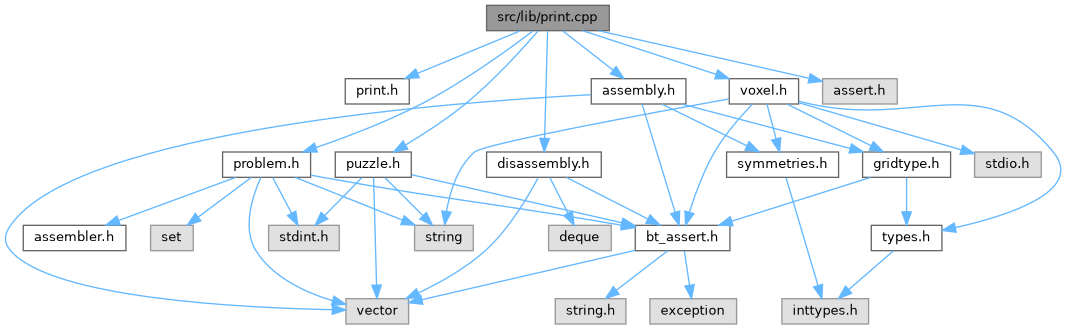 src/lib/print.cpp
print.h
assembly.h
voxel.h
assert.h
problem.h
puzzle.h
disassembly.h
symmetries.h
gridtype.h
stdio.h
assembler.h
set
stdint.h
string
deque
bt_assert.h
types.h
vector
string.h
exception
inttypes.h